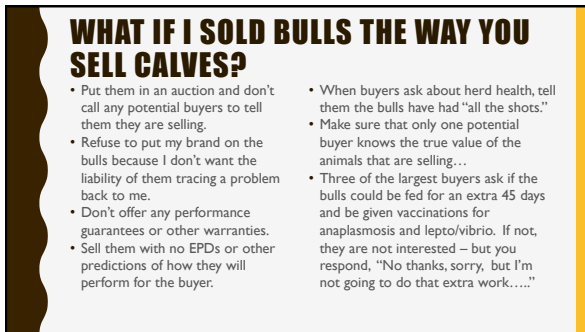 WHAT IF I SOLD BULLS THE WAY YOU
SELL CALVES?
• Put them in an auction and don't
call any potential buyers to tell
them they are selling.
• Refuse to put my brand on the
bulls because I don't want the
liability of them tracing a problem
back to me.
• Don't offer any performance
guarantees or other warranties.
• Sell them with no EPDs or other
predictions of how they will
perform for the buyer.
• When buyers ask about herd health, tell
them the bulls have had "all the shots."
• Make sure that only one potential
buyer knows the true value of the
animals that are selling…
• Three of the largest buyers ask if the
bulls could be fed for an extra 45 days
and be given vaccinations for
anaplasmosis and lepto/vibrio. If not,
they are not interested – but you
respond, "No thanks, sorry, but I'm
not going to do that extra work….."